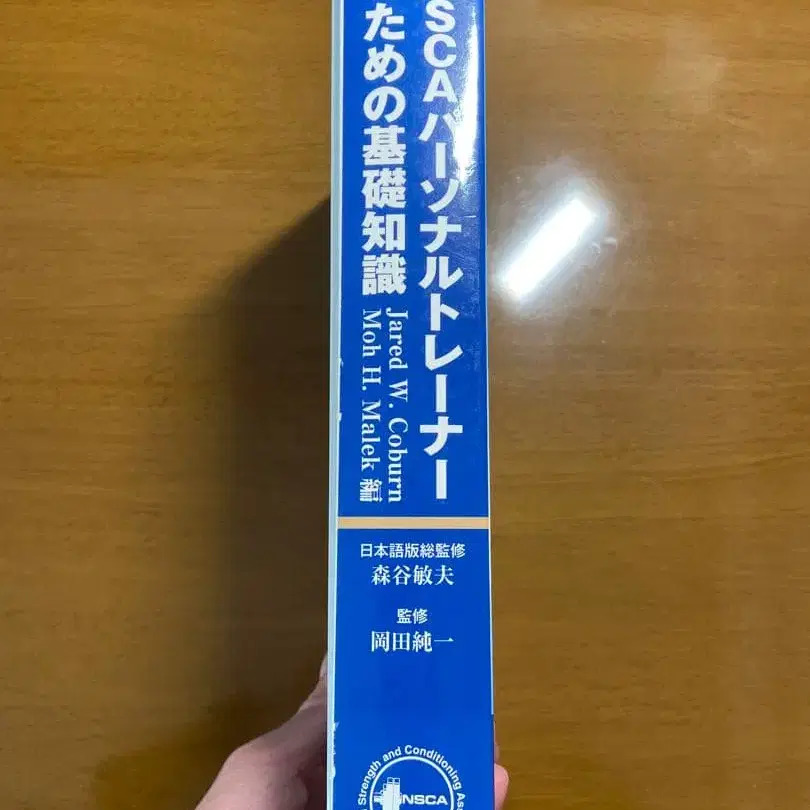 SCAパーソナルトレーナー
ための基礎知識
Jared W. Coburn
Moh H. Malek 編
日本語版総監修
森谷敏夫
監修
岡田純一
Strength and Conditioning
NSCA